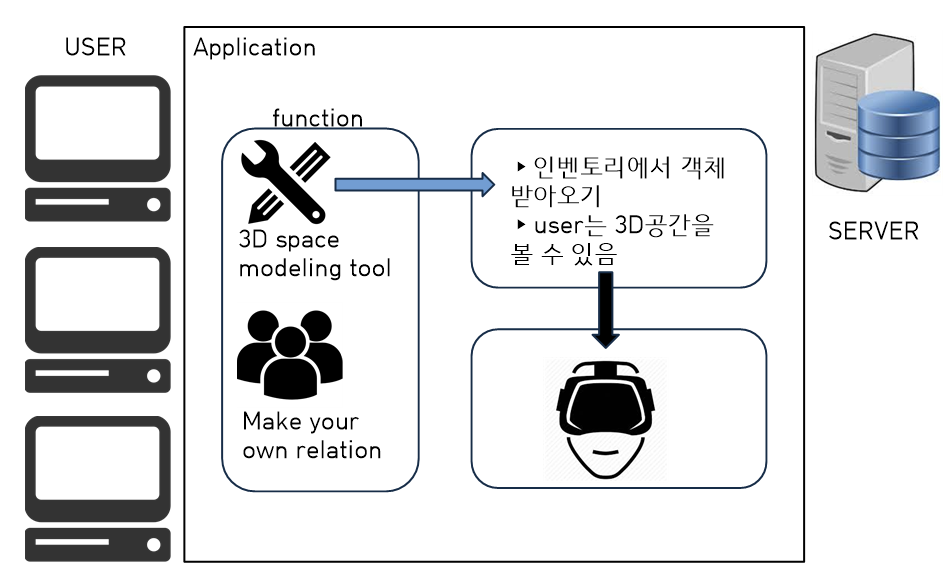 USER
Application
function
3D space
modeling tool
Make your
own relation
▶ 인벤토리에서 객체
받아오기
▶ user는 3D공간을
볼 수 있음
SERVER